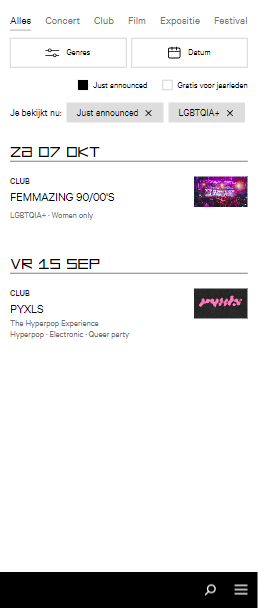 Alles Concert Club Film Expositie Festival
Genres Datum
Just announced Gratis voor jaarleden
Je bekijkt nu: Just announced × LGBTQIA+ ×
ZA 07 OKT
CLUB
FEMMAZING 90/00'S
LGBTQIA+ · Women only
VR 15 SEP
CLUB
PYXLS
pyxls
The Hyperpop Experience
Hyperpop · Electronic · Queer party